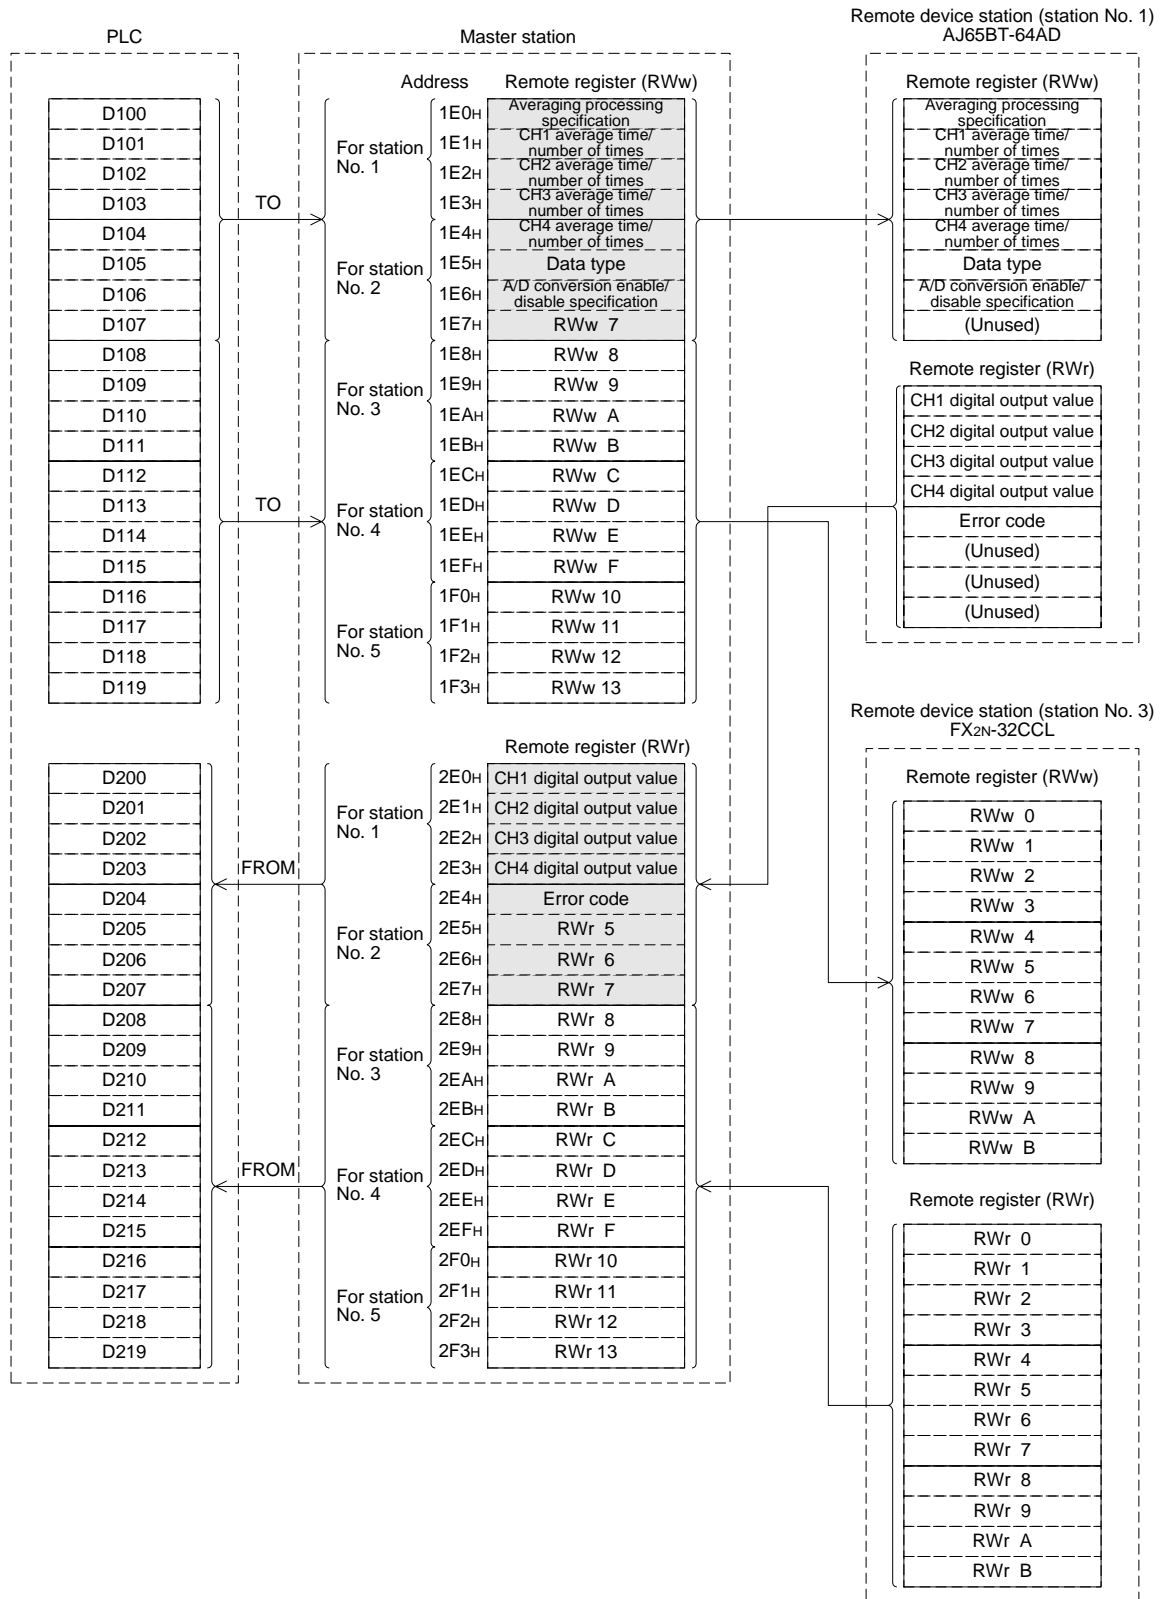 Remote device station (station No. 1)
PLC Master station AJ65BT-64AD
Address Remote register (RWw) Remote register (RWw)
D100 1E0H Averaging processing specification Averaging processing specification
D101 1E1H CH1 average time/ number of times CH1 average time/ number of times
For station No. 1
D102 1E2H CH2 average time/ number of times CH2 average time/ number of times
D103 TO 1E3H CH3 average time/ number of times CH3 average time/ number of times
D104 1E4H CH4 average time/ number of times CH4 average time/ number of times
D105 1E5H Data type Data type
For station No. 2
D106 1E6H A/D conversion enable/ disable specification A/D conversion enable/ disable specification
D107 1E7H RWw 7 (Unused)
D108 1E8H RWw 8
D109 1E9H RWw 9
For station No. 3
D110 1EAH RWw A
D111 1EBH RWw B
D112 1ECH RWw C
D113 TO 1EDH RWw D
For station No. 4
D114 1EEH RWw E
D115 1EFH RWw F
D116 1F0H RWw 10
D117 1F1H RWw 11
For station No. 5
D118 1F2H RWw 12
D119 1F3H RWw 13
Remote register (RWr)
CH1 digital output value
CH2 digital output value
CH3 digital output value
CH4 digital output value
Error code
(Unused)
(Unused)
(Unused)
Remote register (RWr)
D200 2E0H CH1 digital output value
D201 2E1H CH2 digital output value
For station No. 1
D202 2E2H CH3 digital output value
D203 FROM 2E3H CH4 digital output value
D204 2E4H Error code
D205 2E5H RWr 5
For station No. 2
D206 2E6H RWr 6
D207 2E7H RWr 7
D208 2E8H RWr 8
D209 2E9H RWr 9
For station No. 3
D210 2EAH RWr A
D211 2EBH RWr B
D212 2ECH RWr C
D213 FROM 2EDH RWr D
For station No. 4
D214 2EEH RWr E
D215 2EFH RWr F
D216 2F0H RWr 10
D217 2F1H RWr 11
For station No. 5
D218 2F2H RWr 12
D219 2F3H RWr 13
Remote device station (station No. 3)
FX2N-32CCL
Remote register (RWw)
RWw 0
RWw 1
RWw 2
RWw 3
RWw 4
RWw 5
RWw 6
RWw 7
RWw 8
RWw 9
RWw A
RWw B
Remote register (RWr)
RWr 0
RWr 1
RWr 2
RWr 3
RWr 4
RWr 5
RWr 6
RWr 7
RWr 8
RWr 9
RWr A
RWr B